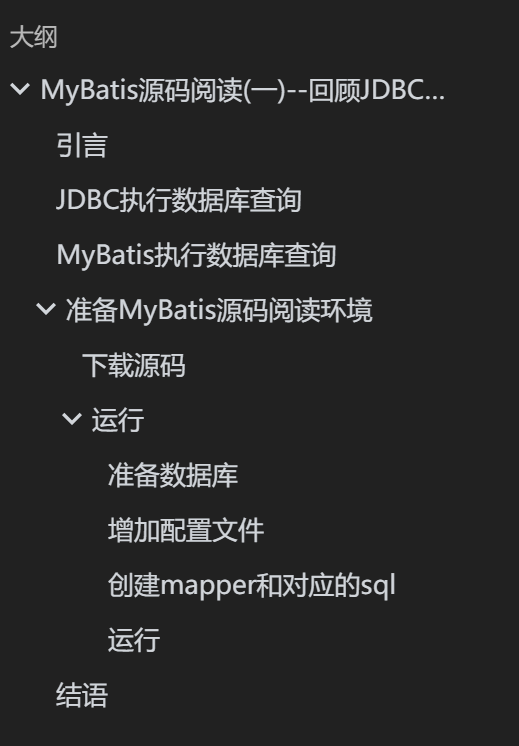 大纲
MyBatis源码阅读(一)--回顾JDBC...
引言
JDBC执行数据库查询
MyBatis执行数据库查询
准备MyBatis源码阅读环境
下载源码
运行
准备数据库
增加配置文件
创建mapper和对应的sql
运行
结语